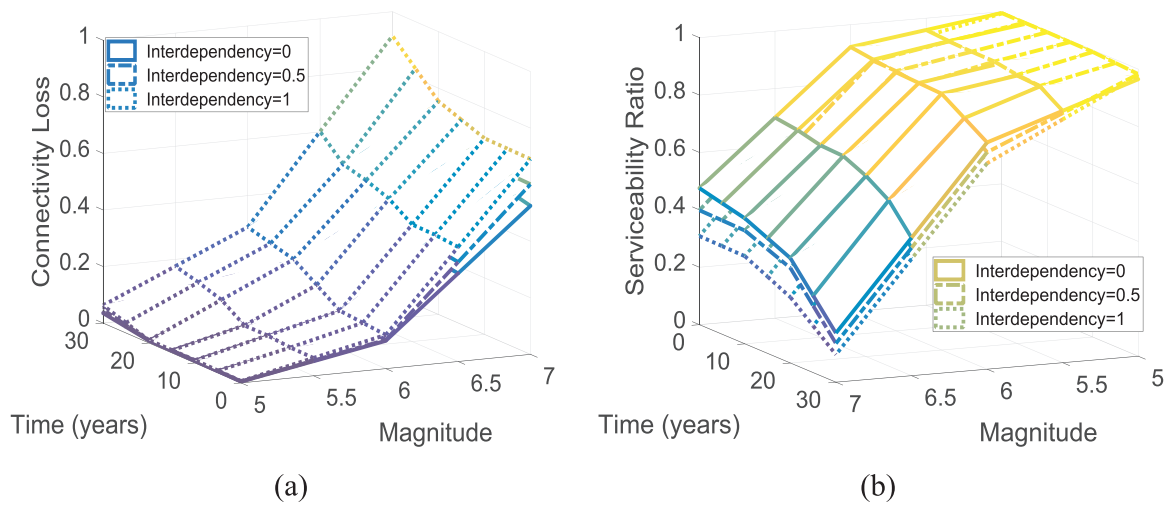 1
0.8
0.6
0.4
0.2
0
Connectivity Loss
Interdependency=0
Interdependency=0.5
Interdependency=1
30
20
10
0
Time (years)
5
5.5
6
6.5
7
Magnitude
(a)
1
0.8
0.6
0.4
0.2
0
Serviceability Ratio
Interdependency=0
Interdependency=0.5
Interdependency=1
0
10
20
30
Time (years)
7
6.5
6
5.5
5
Magnitude
(b)